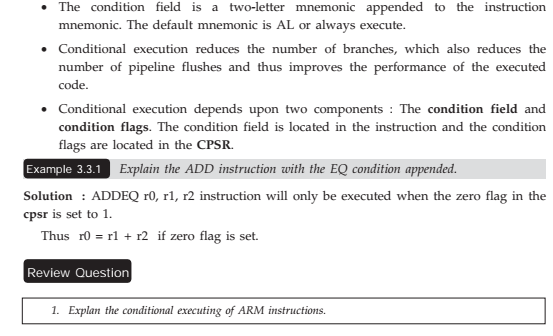 • The condition field is a two-letter mnemonic appended to the instruction
mnemonic. The default mnemonic is AL or always execute.
• Conditional execution reduces the number of branches, which also reduces the
number of pipeline flushes and thus improves the performance of the executed
code.
• Conditional execution depends upon two components : The condition field and
condition flags. The condition field is located in the instruction and the condition
flags are located in the CPSR.
Example 3.3.1 Explain the ADD instruction with the EQ condition appended.
Solution : ADDEQ r0, r1, r2 instruction will only be executed when the zero flag in the
cpsr is set to 1.
Thus r0 = r1 + r2 if zero flag is set.
Review Question
1. Explan the conditional executing of ARM instructions.